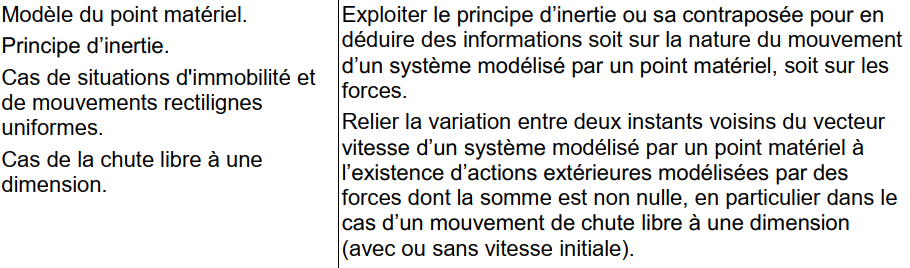 Modèle du point matériel.
Principe d’inertie.
Cas de situations d'immobilité et
de mouvements rectilignes
uniformes.
Cas de la chute libre à une
dimension.
Exploiter le principe d’inertie ou sa contraposée pour en
déduire des informations soit sur la nature du mouvement
d’un système modélisé par un point matériel, soit sur les
forces.
Relier la variation entre deux instants voisins du vecteur
vitesse d’un système modélisé par un point matériel à
l’existence d’actions extérieures modélisées par des
forces dont la somme est non nulle, en particulier dans le
cas d’un mouvement de chute libre à une dimension
(avec ou sans vitesse initiale).